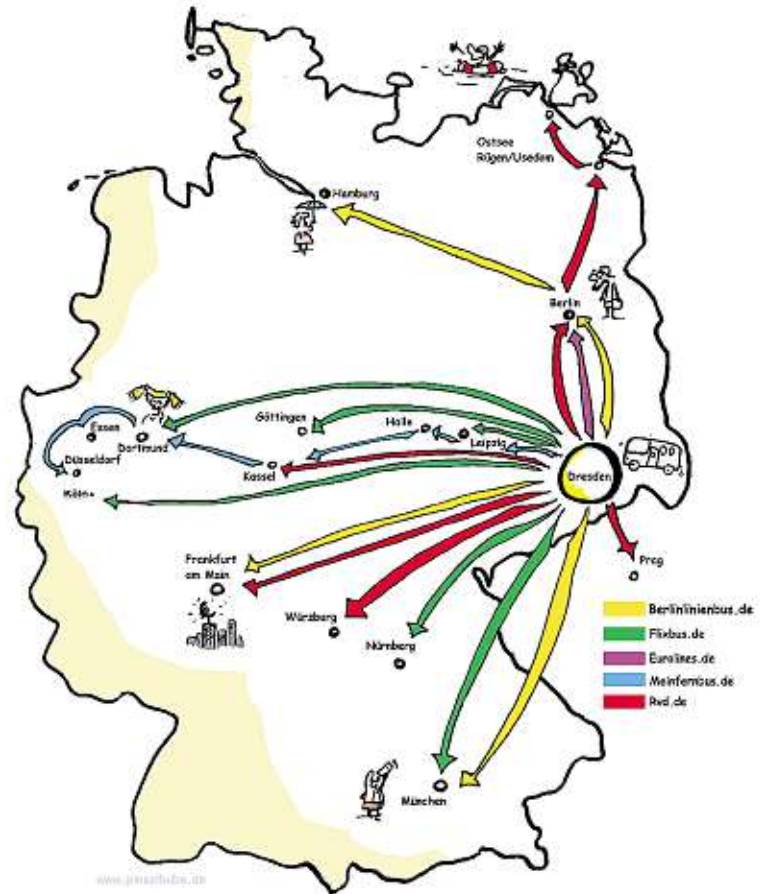 Ostsee
Rügen/Usedom
Hamburg
Berlin
Göttingen
Halle
Essen
Dortmund
Leipzig
Düsseldorf
Kassel
Dresden
Köln
Frankfurt
am Main
Prag
Würzburg
Nürnberg
München
Berlinlinienbus.de
Flixbus.de
Eurolines.de
Meinfernbus.de
Rvd.de